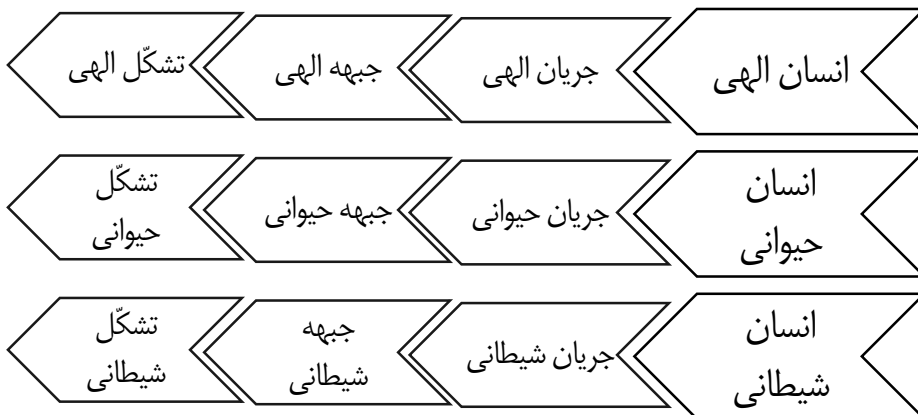 انسان الهی
جریان الهی
جبهه الهی
تشکّل الهی
انسان
حیوانی
جریان حیوانی
جبهه حیوانی
تشکّل
حیوانی
انسان
شیطانی
جریان شیطانی
جبهه
شیطانی
تشکّل
شیطانی